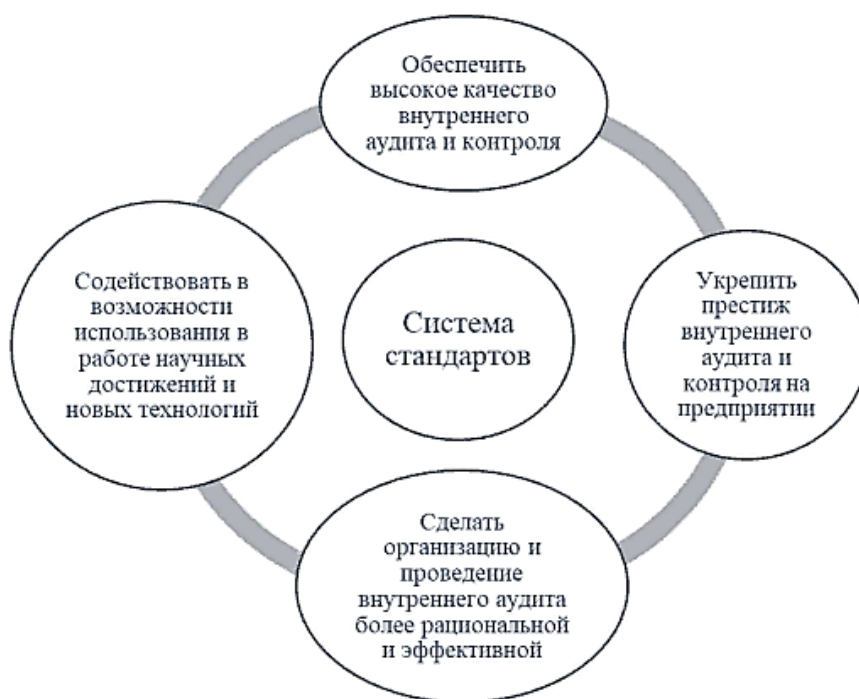 Обеспечить
высокое качество
внутреннего
аудита и контроля
Содействовать в
возможности
использования в
работе научных
достижений и
новых технологий
Система
стандартов
Укрепить
престиж
внутреннего
аудита и
контроля на
предприятии
Сделать
организацию и
проведение
внутреннего аудита
более рациональной
и эффективной